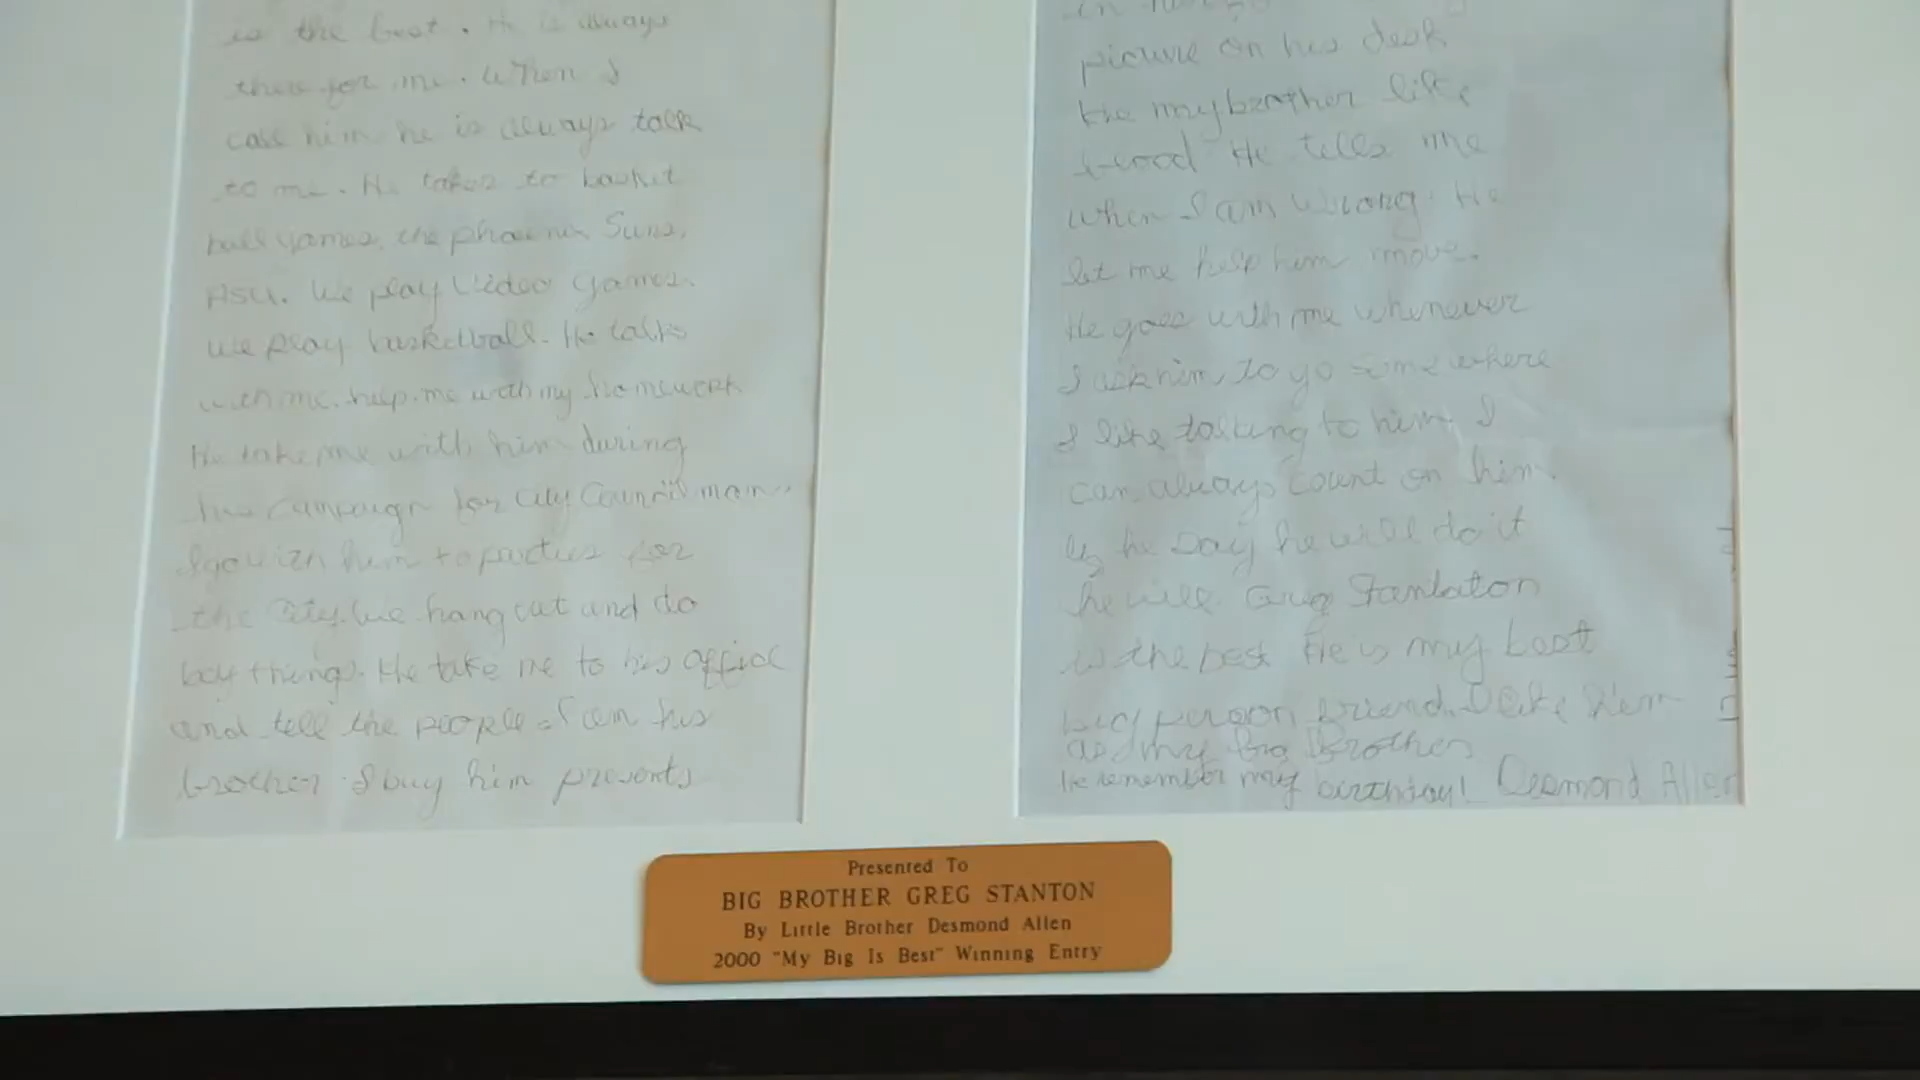 is the best. He is always
there for me. When I
call him he is always talk
to me. He takes to basket
ball games, the phoenix Suns,
ASU. We play Video games.
we play basketball. He talks
with me. help me with my homework
He take me with him during
the campaign for City Councilman.
I go with him to parties for
the City. We hang out and do
boy things. He take me to his office
and tell the people I am his
brother. I buy him presents
picture on his desk
He my brother like
He tells me
when I am wrong. He
let me help him move.
He goes with me whenever
I ask him to go somewhere
I like talking to him. I
can always count on him.
he say he will do it
he will Greg Stanlaton
is the best He is my best
big person friend. I like him
as my Big Brother
He remember my birthday! Desmond Allen
Presented To
BIG BROTHER GREG STANTON
By Little Brother Desmond Allen
2000 "My Big Is Best" Winning Entry